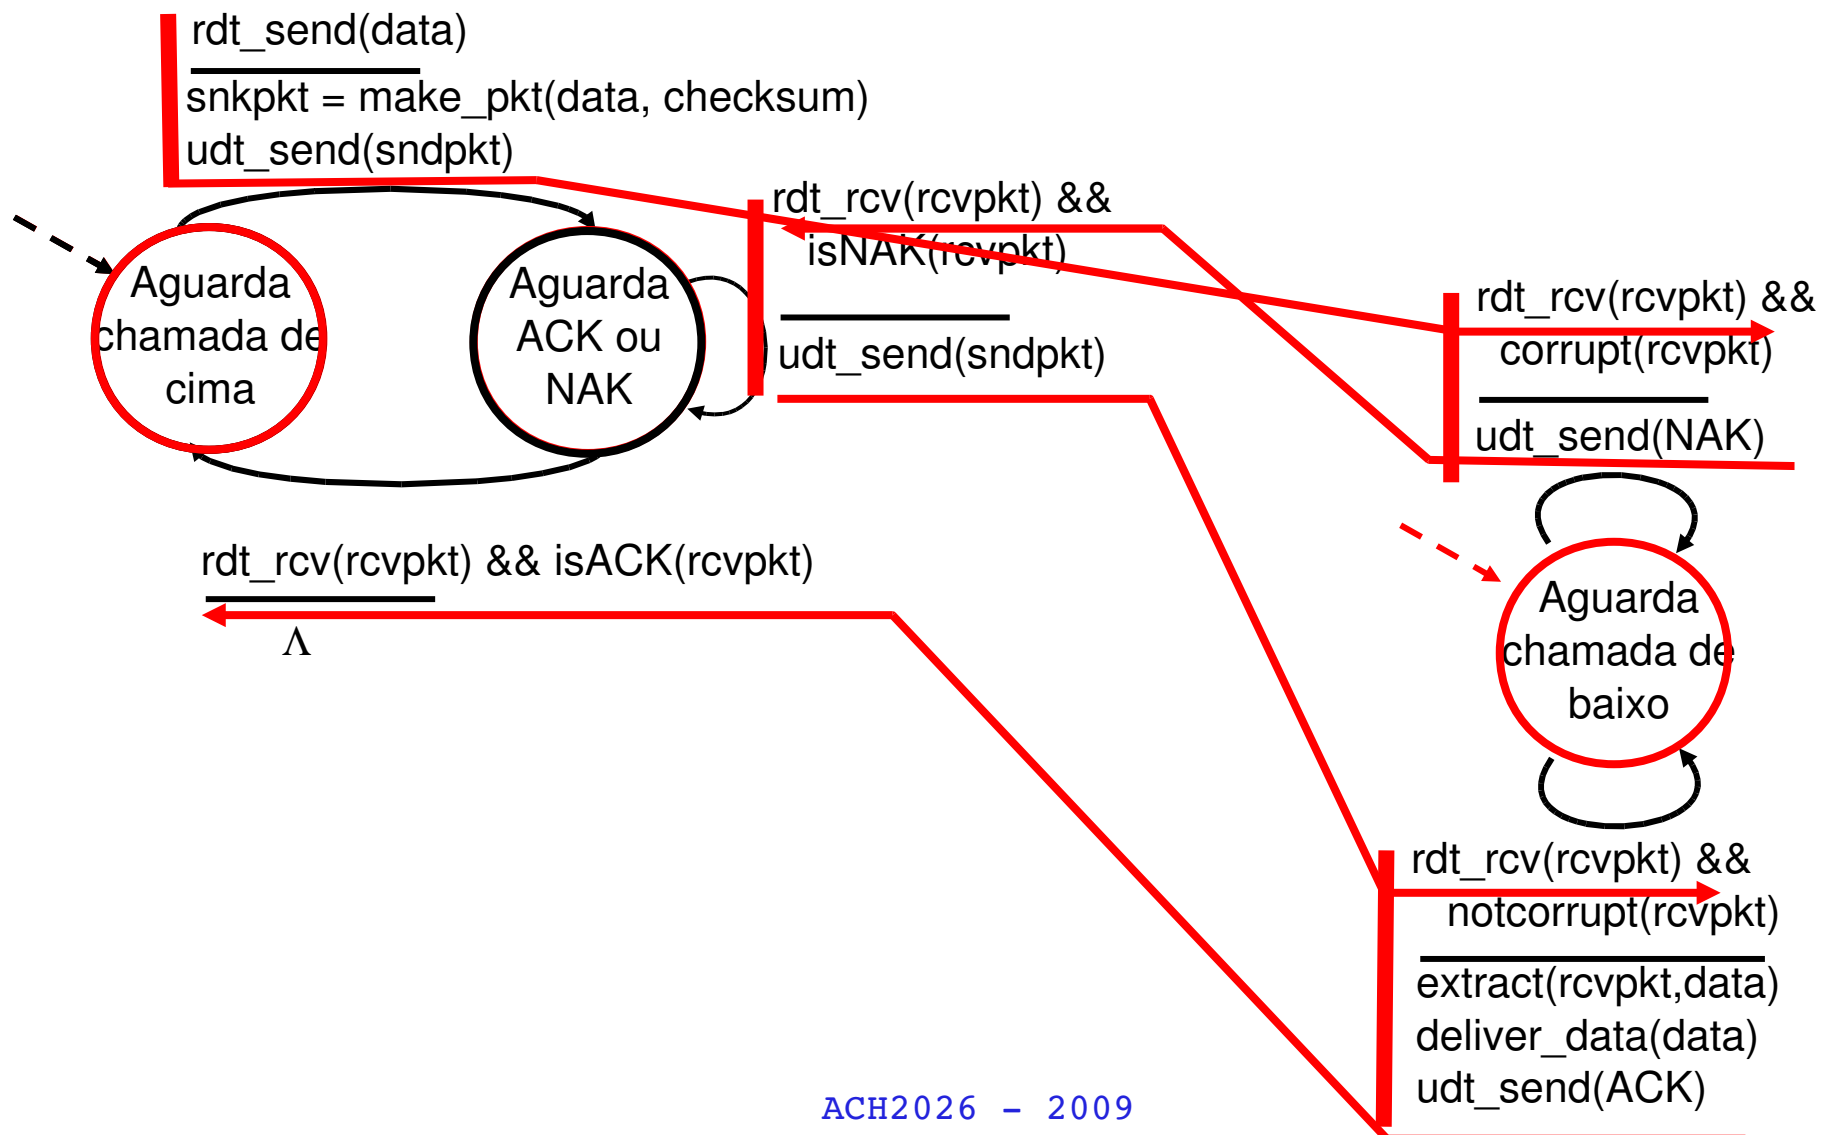 rdt_send(data)
snkpkt = make_pkt(data, checksum)
udt_send(sndpkt)
rdt_rcv(rcvpkt) &&
isNAK(rcvpkt)
udt_send(sndpkt)
Aguarda
chamada de
cima
Aguarda
ACK ou
NAK
rdt_rcv(rcvpkt) && isACK(rcvpkt)
Λ
rdt_rcv(rcvpkt) &&
corrupt(rcvpkt)
udt_send(NAK)
Aguarda
chamada de
baixo
rdt_rcv(rcvpkt) &&
notcorrupt(rcvpkt)
extract(rcvpkt,data)
deliver_data(data)
udt_send(ACK)
ACH2026 - 2009